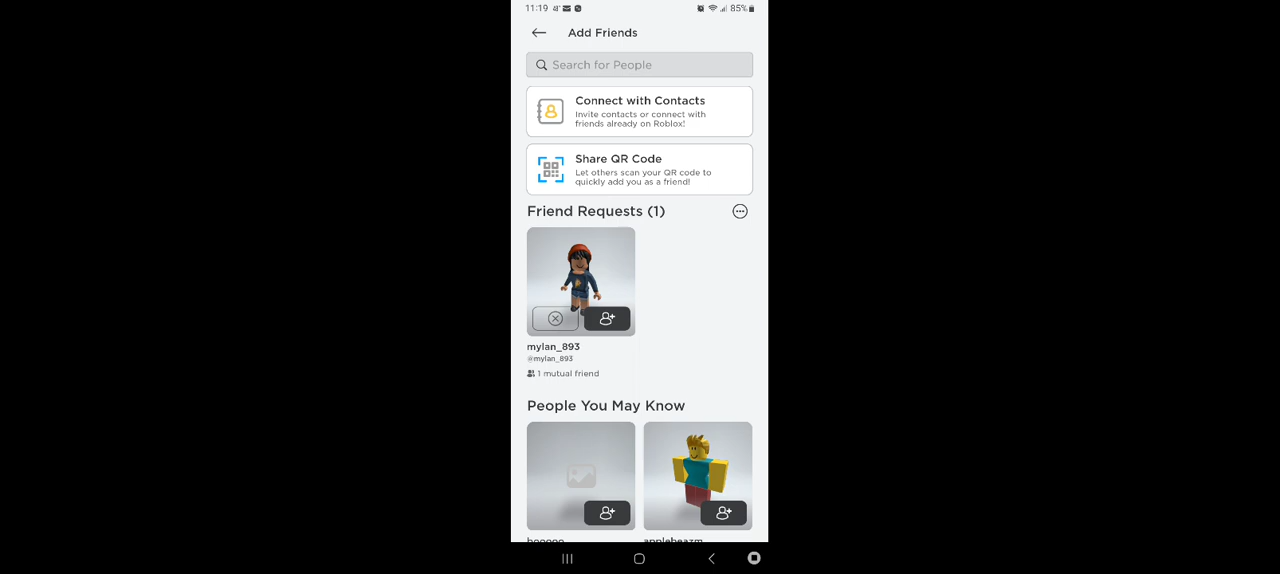 11:19
85%
Add Friends
Search for People
Connect with Contacts
Invite contacts or connect with
friends already on Roblox!
Share QR Code
Let others scan your QR code to
quickly add you as a friend!
Friend Requests (1)
mylan_893
@mylan_893
1 mutual friend
People You May Know